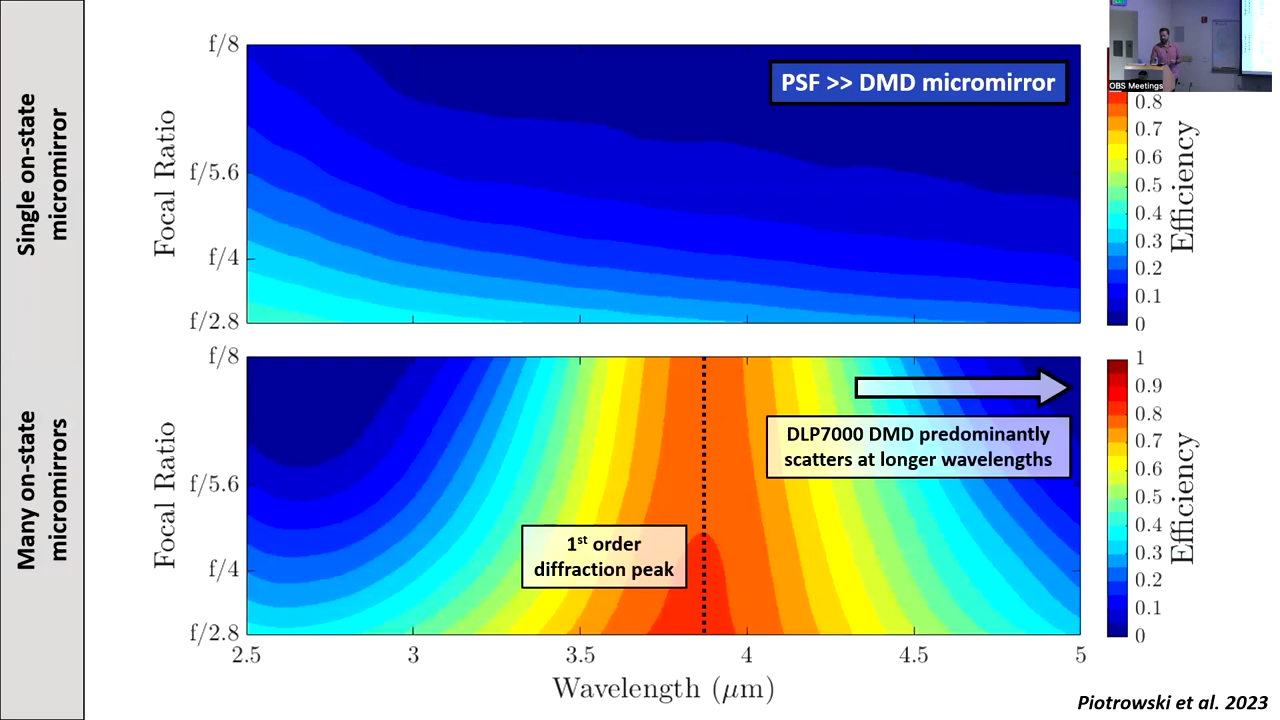 Single on-state
micromirror
Focal Ratio
f/8
f/5.6
f/4
f/2.8
PSF >> DMD micromirror
OBS Meetings
0.8
0.7
0.6
0.5
0.4
0.3
0.2
0.1
0
Efficiency
Many on-state
micromirrors
Focal Ratio
f/8
f/5.6
f/4
f/2.8
DLP7000 DMD predominantly
scatters at longer wavelengths
1st order
diffraction peak
1
0.9
0.8
0.7
0.6
0.5
0.4
0.3
0.2
0.1
0
Efficiency
2.5 3 3.5 4 4.5 5
Wavelength (μm)
Piotrowski et al. 2023